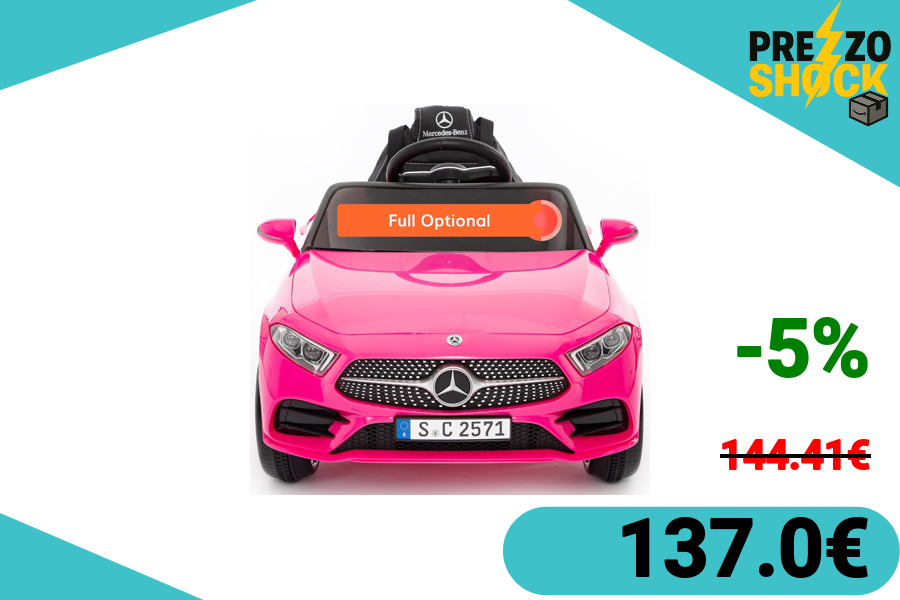 PREZZO
SHOCK
Mercedes-Benz
Full Optional
-5%
S C 2571
144.41€
137.0€